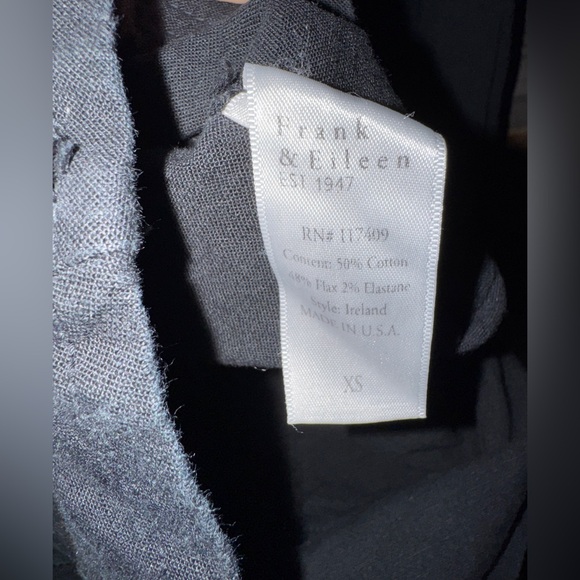 Frank
& Eileen
EST 1947
RN# 117409
Content: 50% Cotton
48% Flax 2% Elastane
Style: Ireland
MADE IN U.S.A.
XS